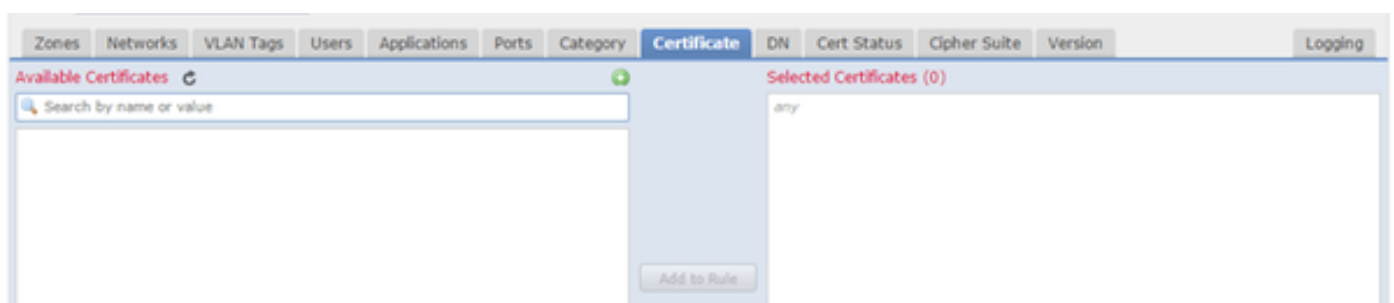 Zones Networks VLAN Tags Users Applications Ports Category Certificate DN Cert Status Cipher Suite Version Logging
Available Certificates
Selected Certificates (0)
Search by name or value
any
Add to Rule